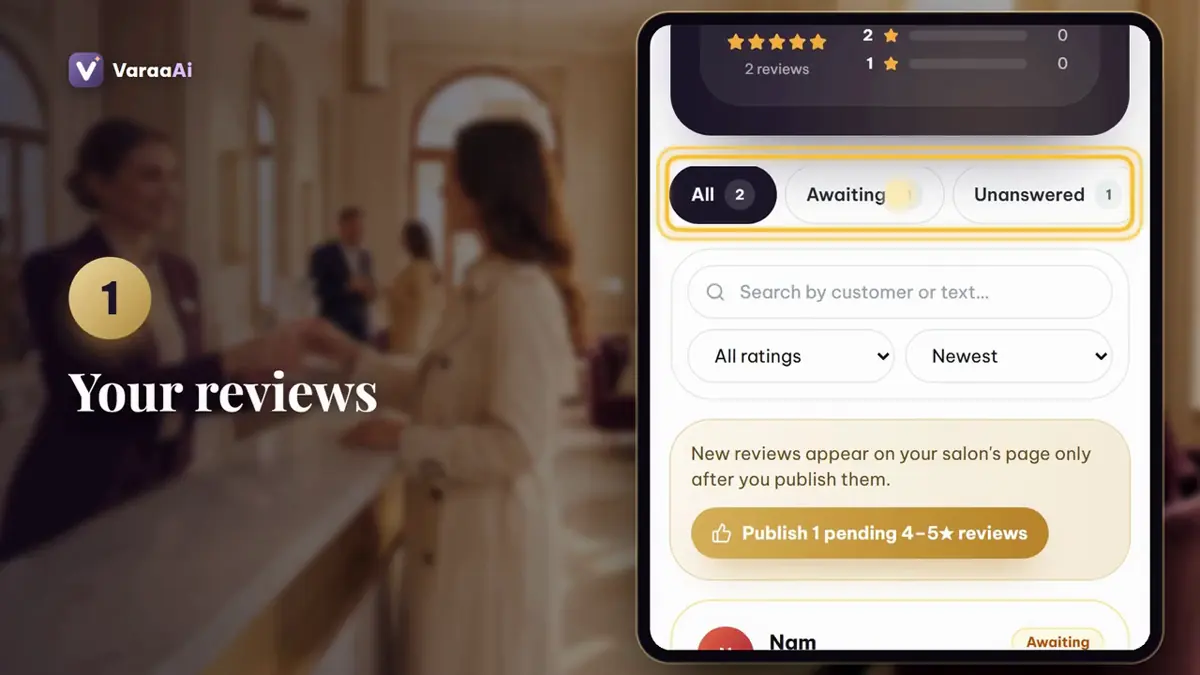 VaraaAi
1
Your reviews
2 ★ 0
2 reviews
1 ★ 0
All 2
Awaiting 1
Unanswered 1
Search by customer or text...
All ratings
Newest
New reviews appear on your salon's page only
after you publish them.
Publish 1 pending 4–5★ reviews
Nam
Awaiting